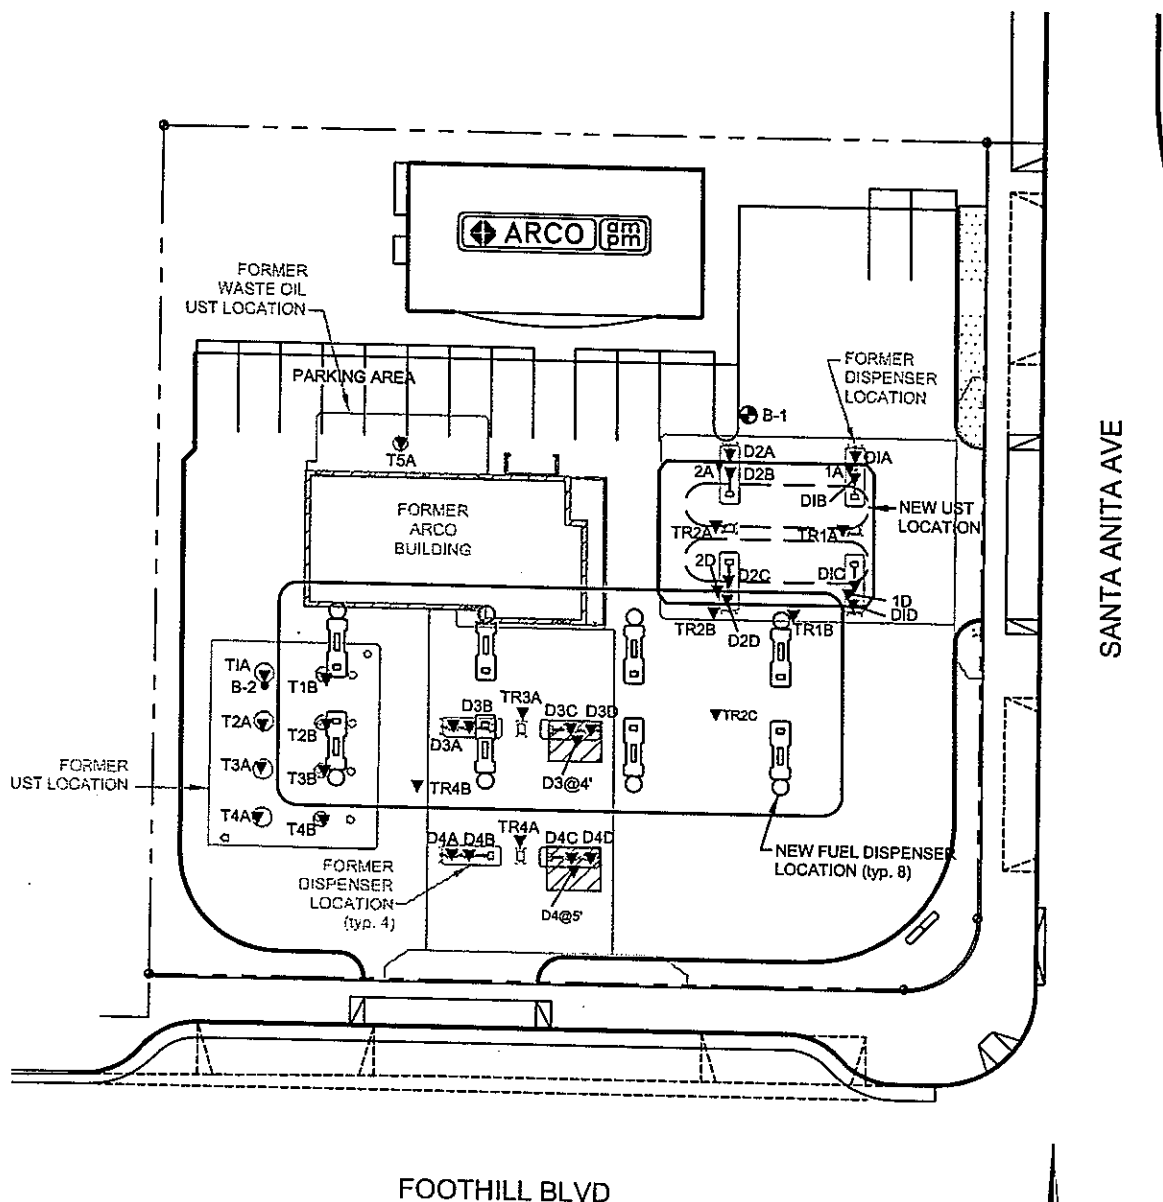 ARCO am pm
FORMER
WASTE OIL
UST LOCATION
PARKING AREA
FORMER
DISPENSER
LOCATION
B-1
T5A
D2A
2A
D2B
DIA
1A
DIB
FORMER
ARCO
BUILDING
NEW UST
LOCATION
TR2A
TR1A
2D
D2C
DIC
1D
DID
TR2B
D2D
TR1B
SANTA ANITA AVE
TIA
B-2
T1B
T2A
T2B
T3A
T3B
T4A
T4B
FORMER
UST LOCATION
D3B
TR3A
D3C
D3D
D3A
D3@4'
TR2C
TR4B
D4A
D4B
TR4A
D4C
D4D
D4@5'
FORMER
DISPENSER
LOCATION
(typ. 4)
NEW FUEL DISPENSER
LOCATION (typ. 8)
FOOTHILL BLVD